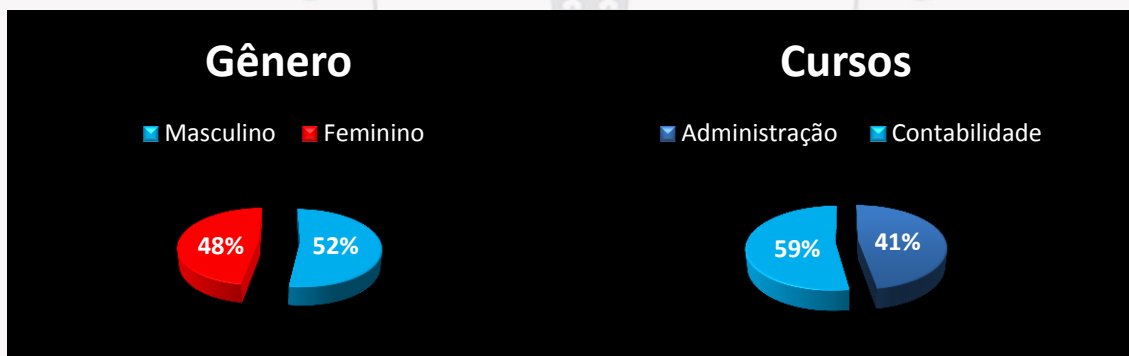 Gênero
Masculino Feminino
48% 52%
Cursos
Administração Contabilidade
59% 41%